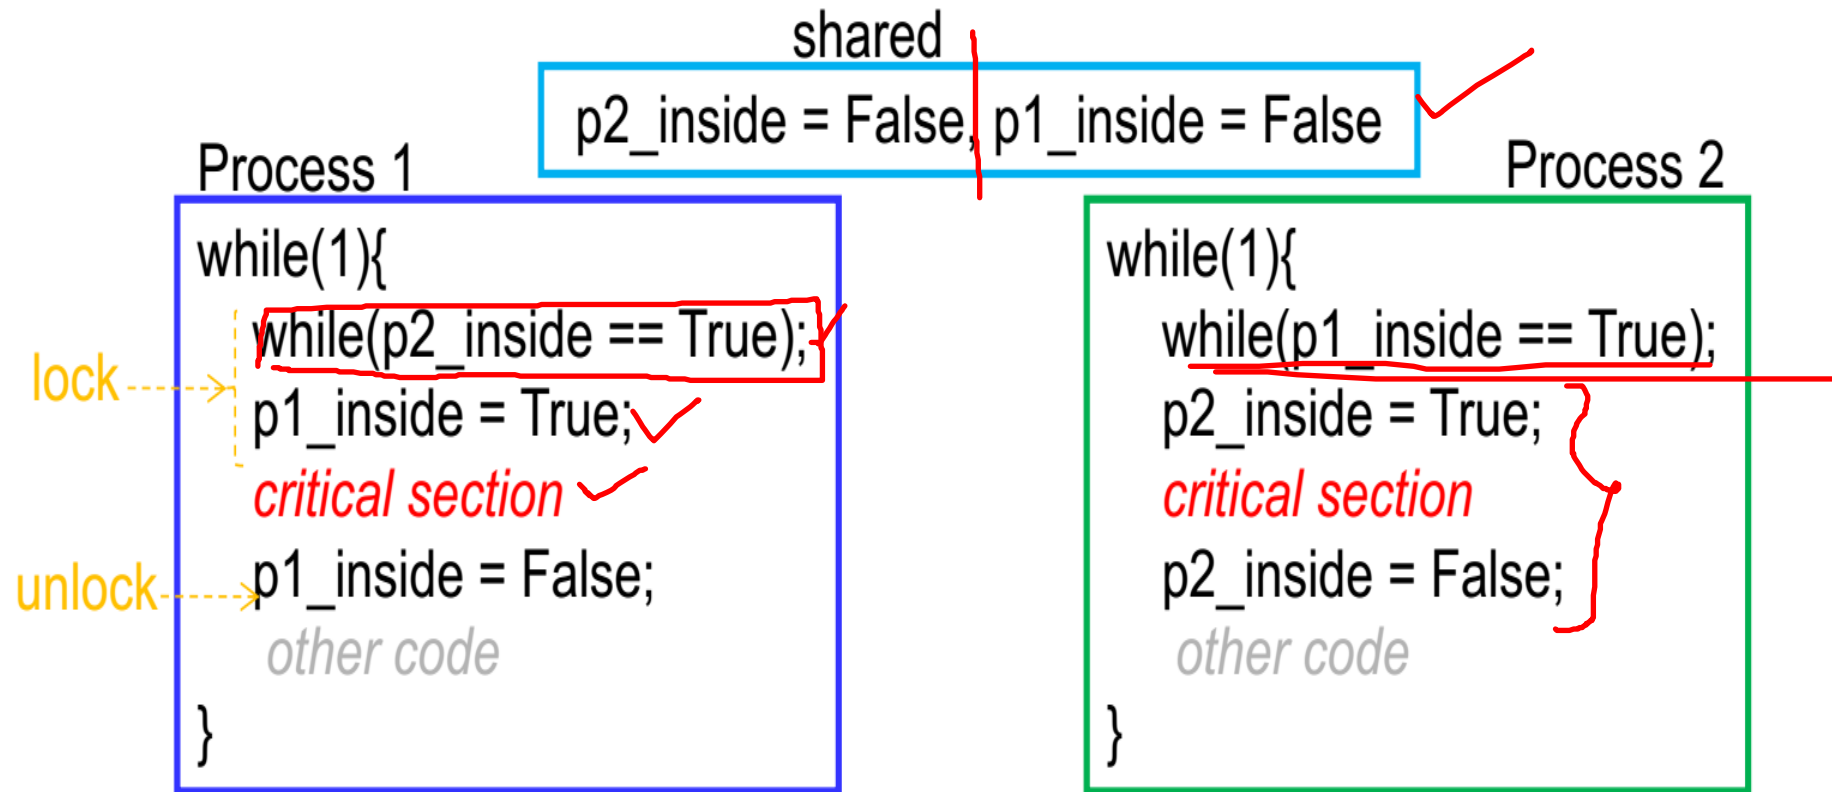 shared
p2_inside = False, p1_inside = False
Process 1
while(1){
while(p2_inside == True);
lock
p1_inside = True;
critical section
unlock
p1_inside = False;
other code
}
Process 2
while(1){
while(p1_inside == True);
p2_inside = True;
critical section
p2_inside = False;
other code
}